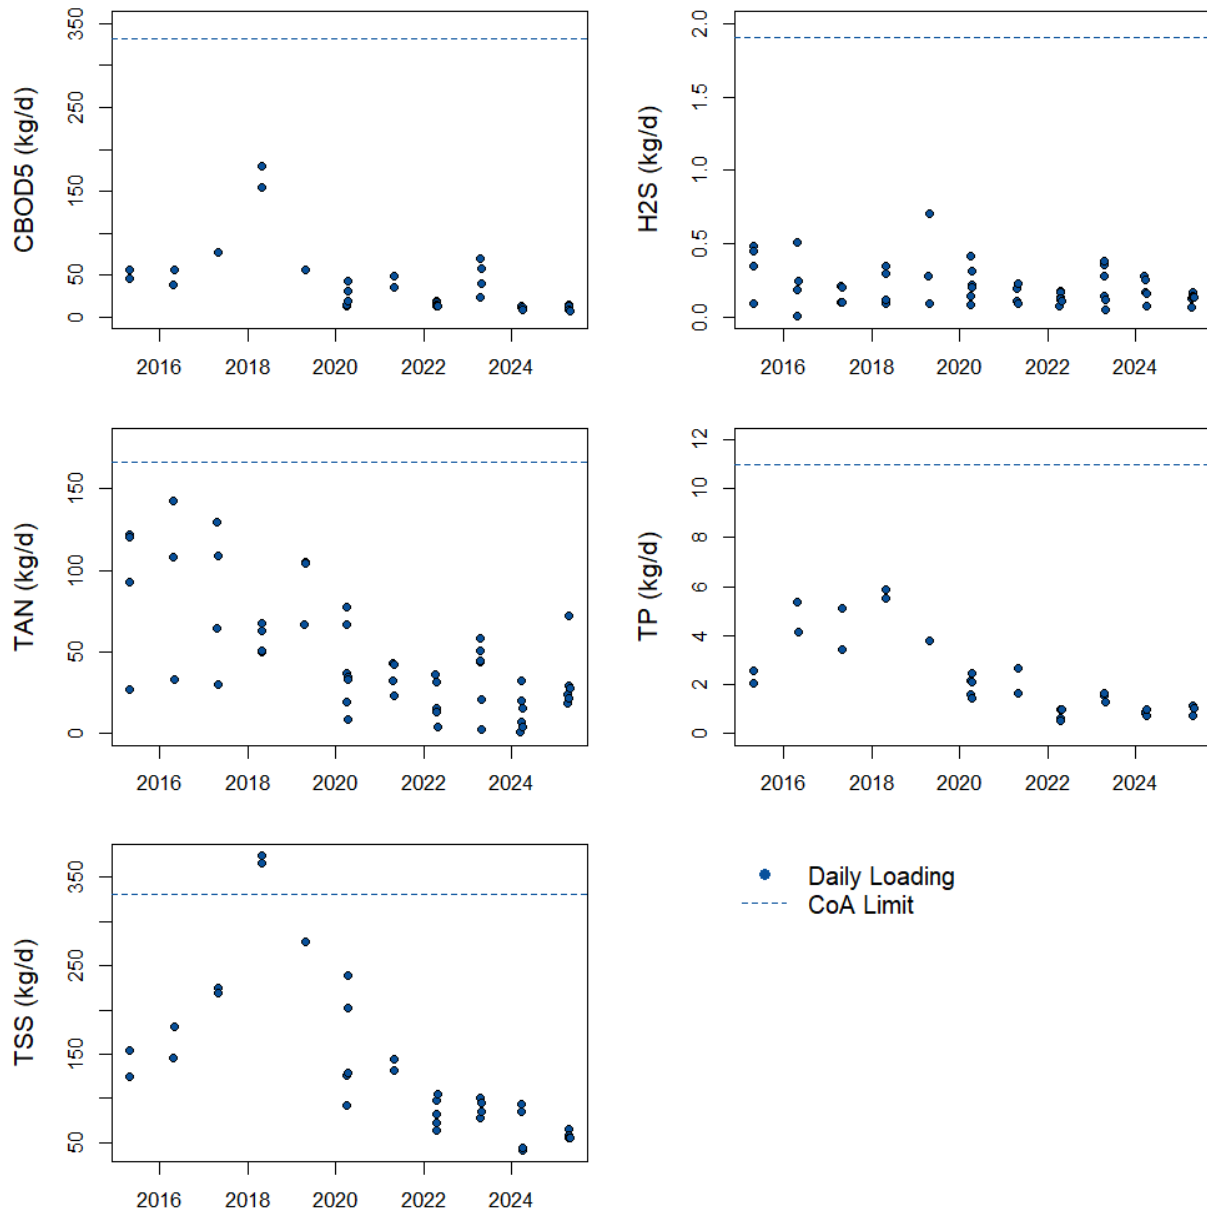 CBOD5 (kg/d)
350
250
150
50
0
2016 2018 2020 2022 2024
H2S (kg/d)
2.0
1.5
1.0
0.5
0.0
2016 2018 2020 2022 2024
TAN (kg/d)
150
100
50
0
2016 2018 2020 2022 2024
TP (kg/d)
12
10
8
6
4
2
0
2016 2018 2020 2022 2024
TSS (kg/d)
350
250
150
50
2016 2018 2020 2022 2024
Daily Loading
CoA Limit